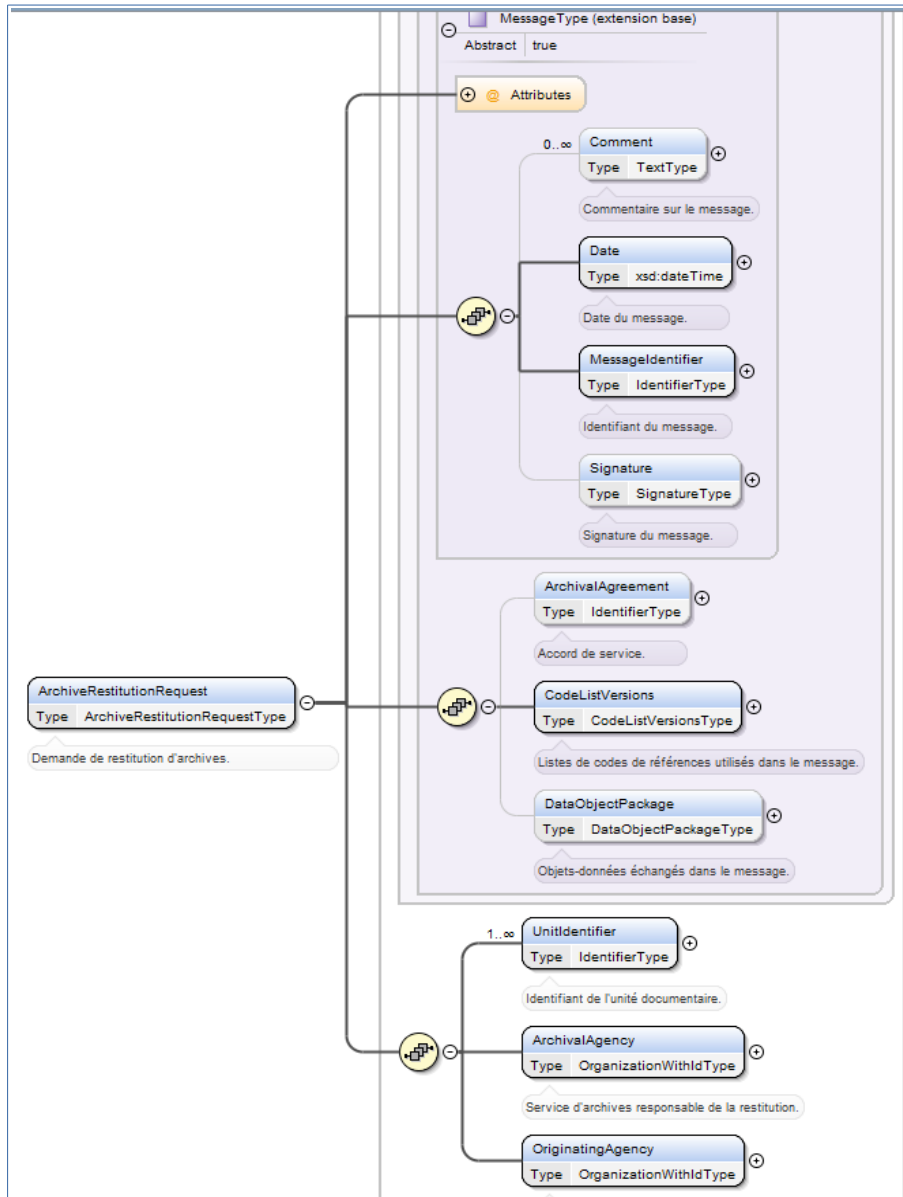 MessageType (extension base)
Abstract true
@ Attributes
0..∞
Comment
Type TextType
Commentaire sur le message.
Date
Type xsd:dateTime
Date du message.
MessageIdentifier
Type IdentifierType
Identifiant du message.
Signature
Type SignatureType
Signature du message.
ArchivalAgreement
Type IdentifierType
Accord de service.
ArchiveRestitutionRequest
Type ArchiveRestitutionRequestType
Demande de restitution d'archives.
CodeListVersions
Type CodeListVersionsType
Listes de codes de références utilisés dans le message.
DataObjectPackage
Type DataObjectPackageType
Objets-données échangés dans le message.
1..∞
UnitIdentifier
Type IdentifierType
Identifiant de l'unité documentaire.
ArchivalAgency
Type OrganizationWithIdType
Service d'archives responsable de la restitution.
OriginatingAgency
Type OrganizationWithIdType